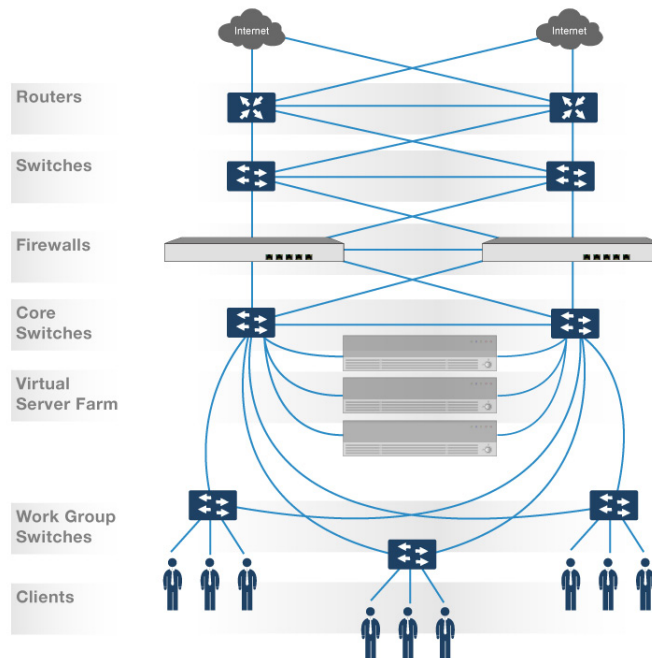 Internet
Internet
Routers
Switches
Firewalls
Core
Switches
Virtual
Server Farm
Work Group
Switches
Clients